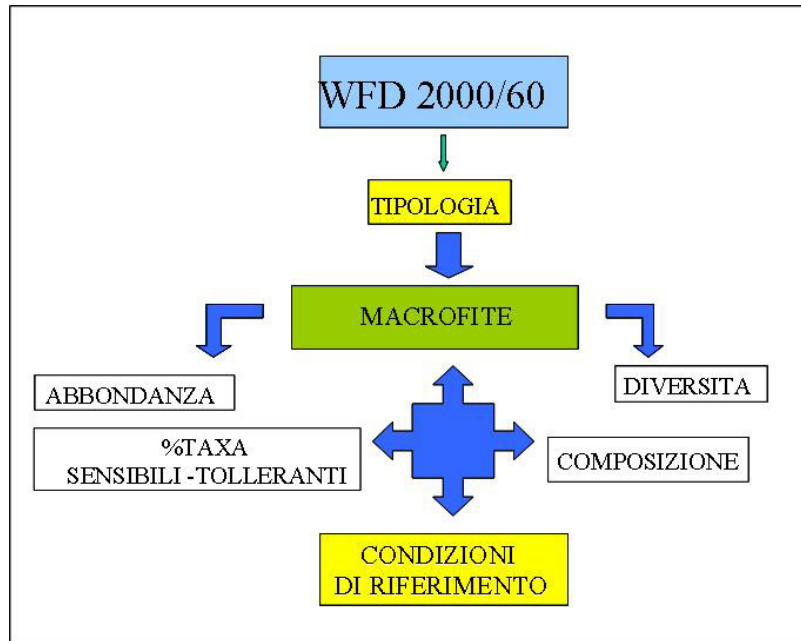 WFD 2000/60
TIPOLOGIA
MACROFITE
ABBONDANZA
DIVERSITA
%TAXA
SENSIBILI -TOLLERANTI
COMPOSIZIONE
CONDIZIONI
DI RIFERIMENTO